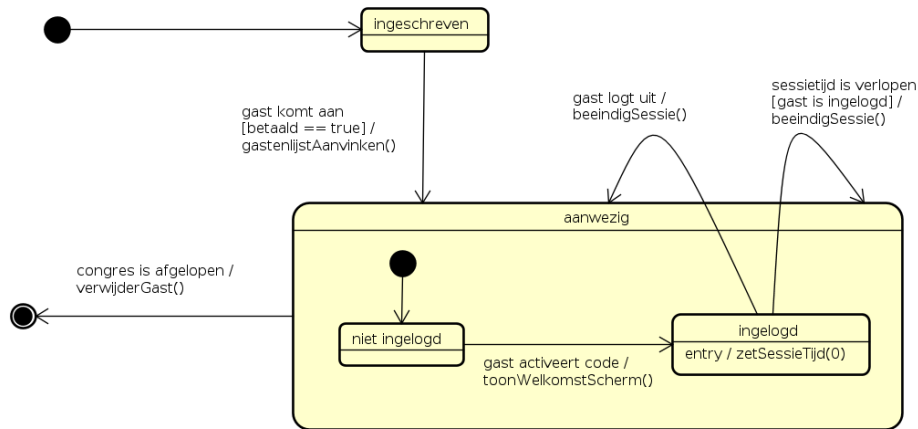 ingeschreven
gast komt aan
[betaald == true] /
gastenlijstAanvinken()
gast logt uit /
beeindigSessie()
sessietijd is verlopen
[gast is ingelogd] /
beeindigSessie()
aanwezig
congres is afgelopen /
verwijderGast()
niet ingelogd
gast activeert code /
toonWelkomstScherm()
ingelogd
entry / zetSessieTijd(0)